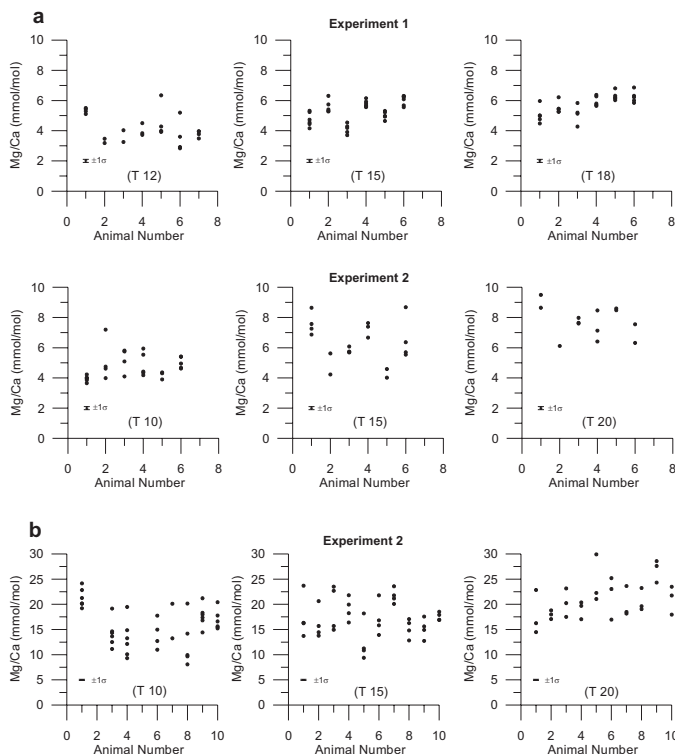 a
Experiment 1
10
8
6
4
2
0
Mg/Ca (mmol/mol)
±1σ
(T 12)
0 2 4 6 8
Animal Number
10
8
6
4
2
0
Mg/Ca (mmol/mol)
±1σ
(T 15)
0 2 4 6 8
Animal Number
10
8
6
4
2
0
Mg/Ca (mmol/mol)
±1σ
(T 18)
0 2 4 6 8
Animal Number
Experiment 2
10
8
6
4
2
0
Mg/Ca (mmol/mol)
±1σ
(T 10)
0 2 4 6 8
Animal Number
10
8
6
4
2
0
Mg/Ca (mmol/mol)
±1σ
(T 15)
0 2 4 6 8
Animal Number
10
8
6
4
2
0
Mg/Ca (mmol/mol)
±1σ
(T 20)
0 2 4 6 8
Animal Number
b
Experiment 2
30
25
20
15
10
5
0
Mg/Ca (mmol/mol)
±1σ
(T 10)
0 2 4 6 8 10
Animal Number
30
25
20
15
10
5
0
Mg/Ca (mmol/mol)
±1σ
(T 15)
0 2 4 6 8 10
Animal Number
30
25
20
15
10
5
0
Mg/Ca (mmol/mol)
±1σ
(T 20)
0 2 4 6 8 10
Animal Number